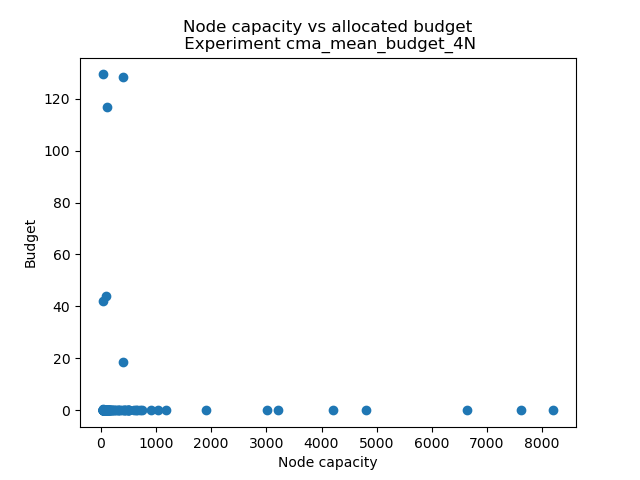 Node capacity vs allocated budget
Experiment cma_mean_budget_4N
120
100
80
60
40
20
0
Budget
0 1000 2000 3000 4000 5000 6000 7000 8000
Node capacity